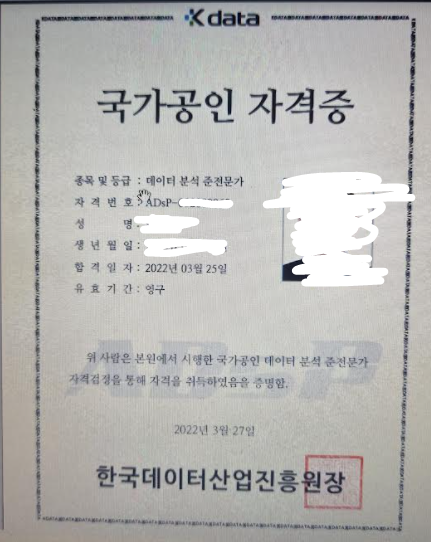 Kdata
국가공인 자격증
종목 및 등급 : 데이터 분석 준전문가
자 격 번 호 : ADsP-
성 명 :
생 년 월 일 :
합 격 일 자 : 2022년 03월 25일
유 효 기 간 : 영구
위 사람은 본원에서 시행한 국가공인 데이터 분석 준전문가
자격검정을 통해 자격을 취득하였음을 증명함.
2022년 3월 27일
한국데이터산업진흥원장